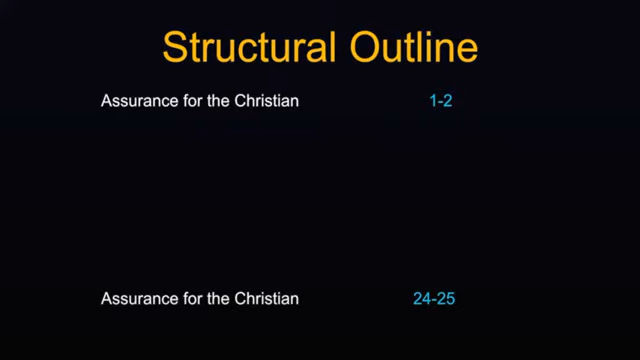 Structural Outline
Assurance for the Christian 1-2
Assurance for the Christian 24-25